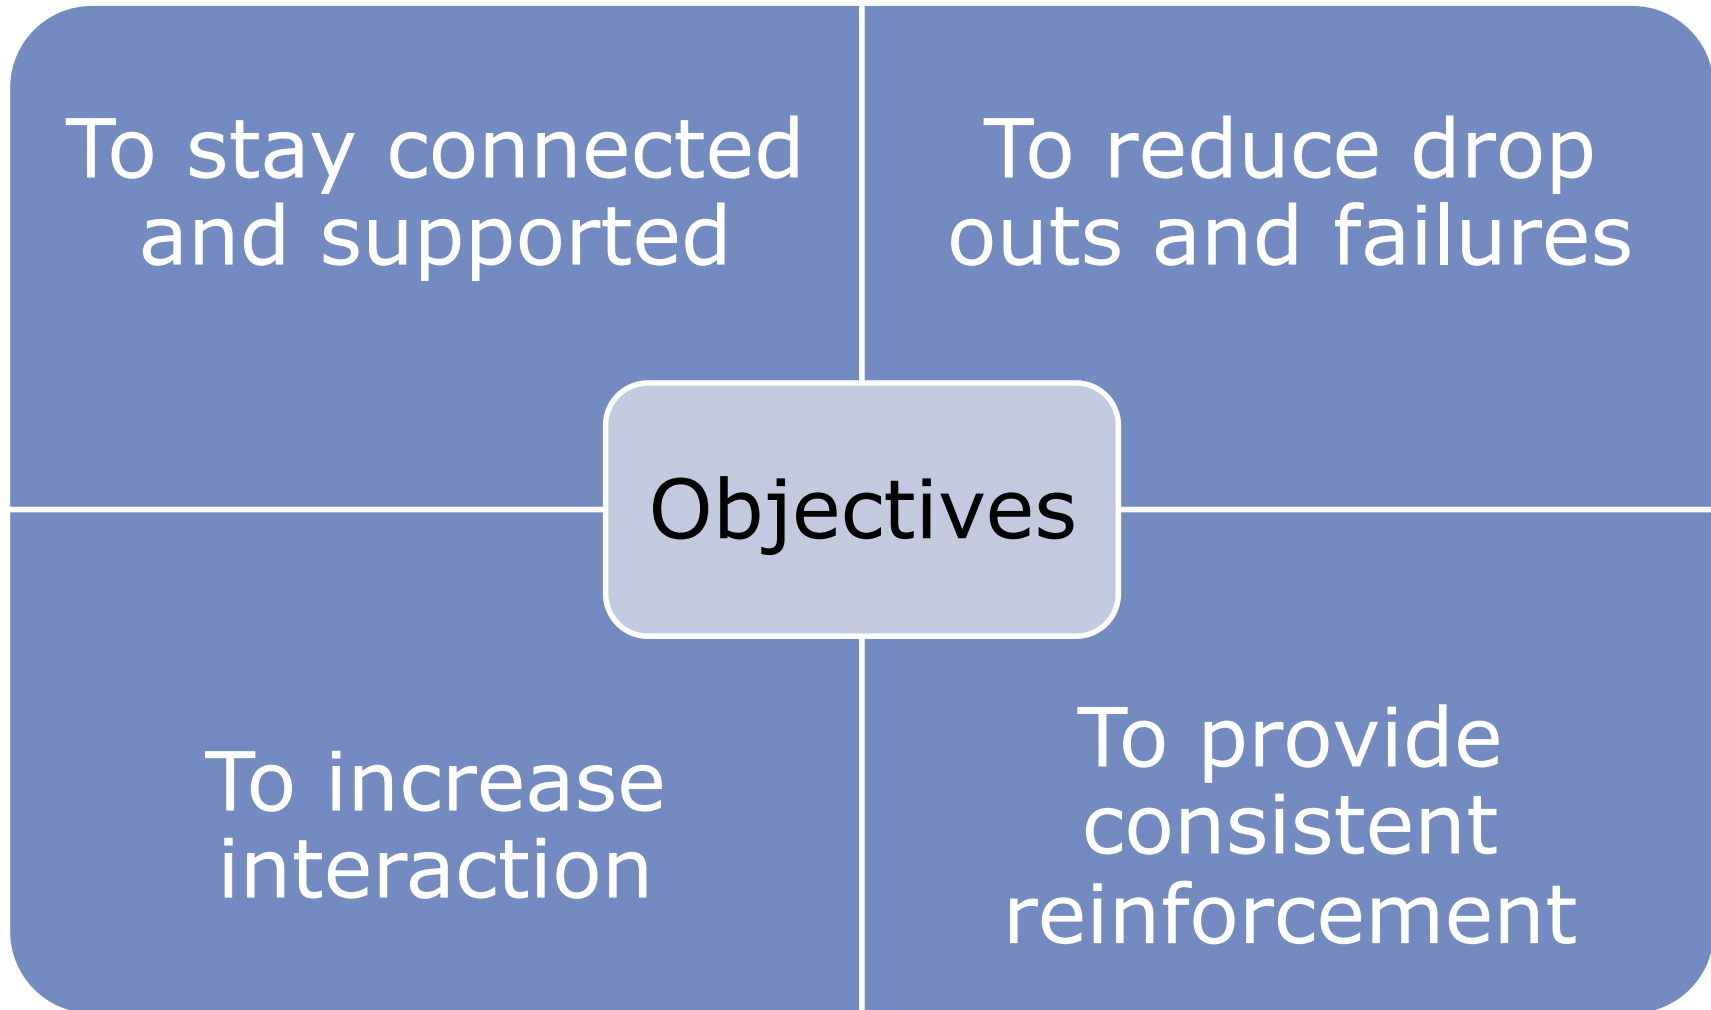 To stay connected
and supported
To reduce drop
outs and failures
Objectives
To increase
interaction
To provide
consistent
reinforcement